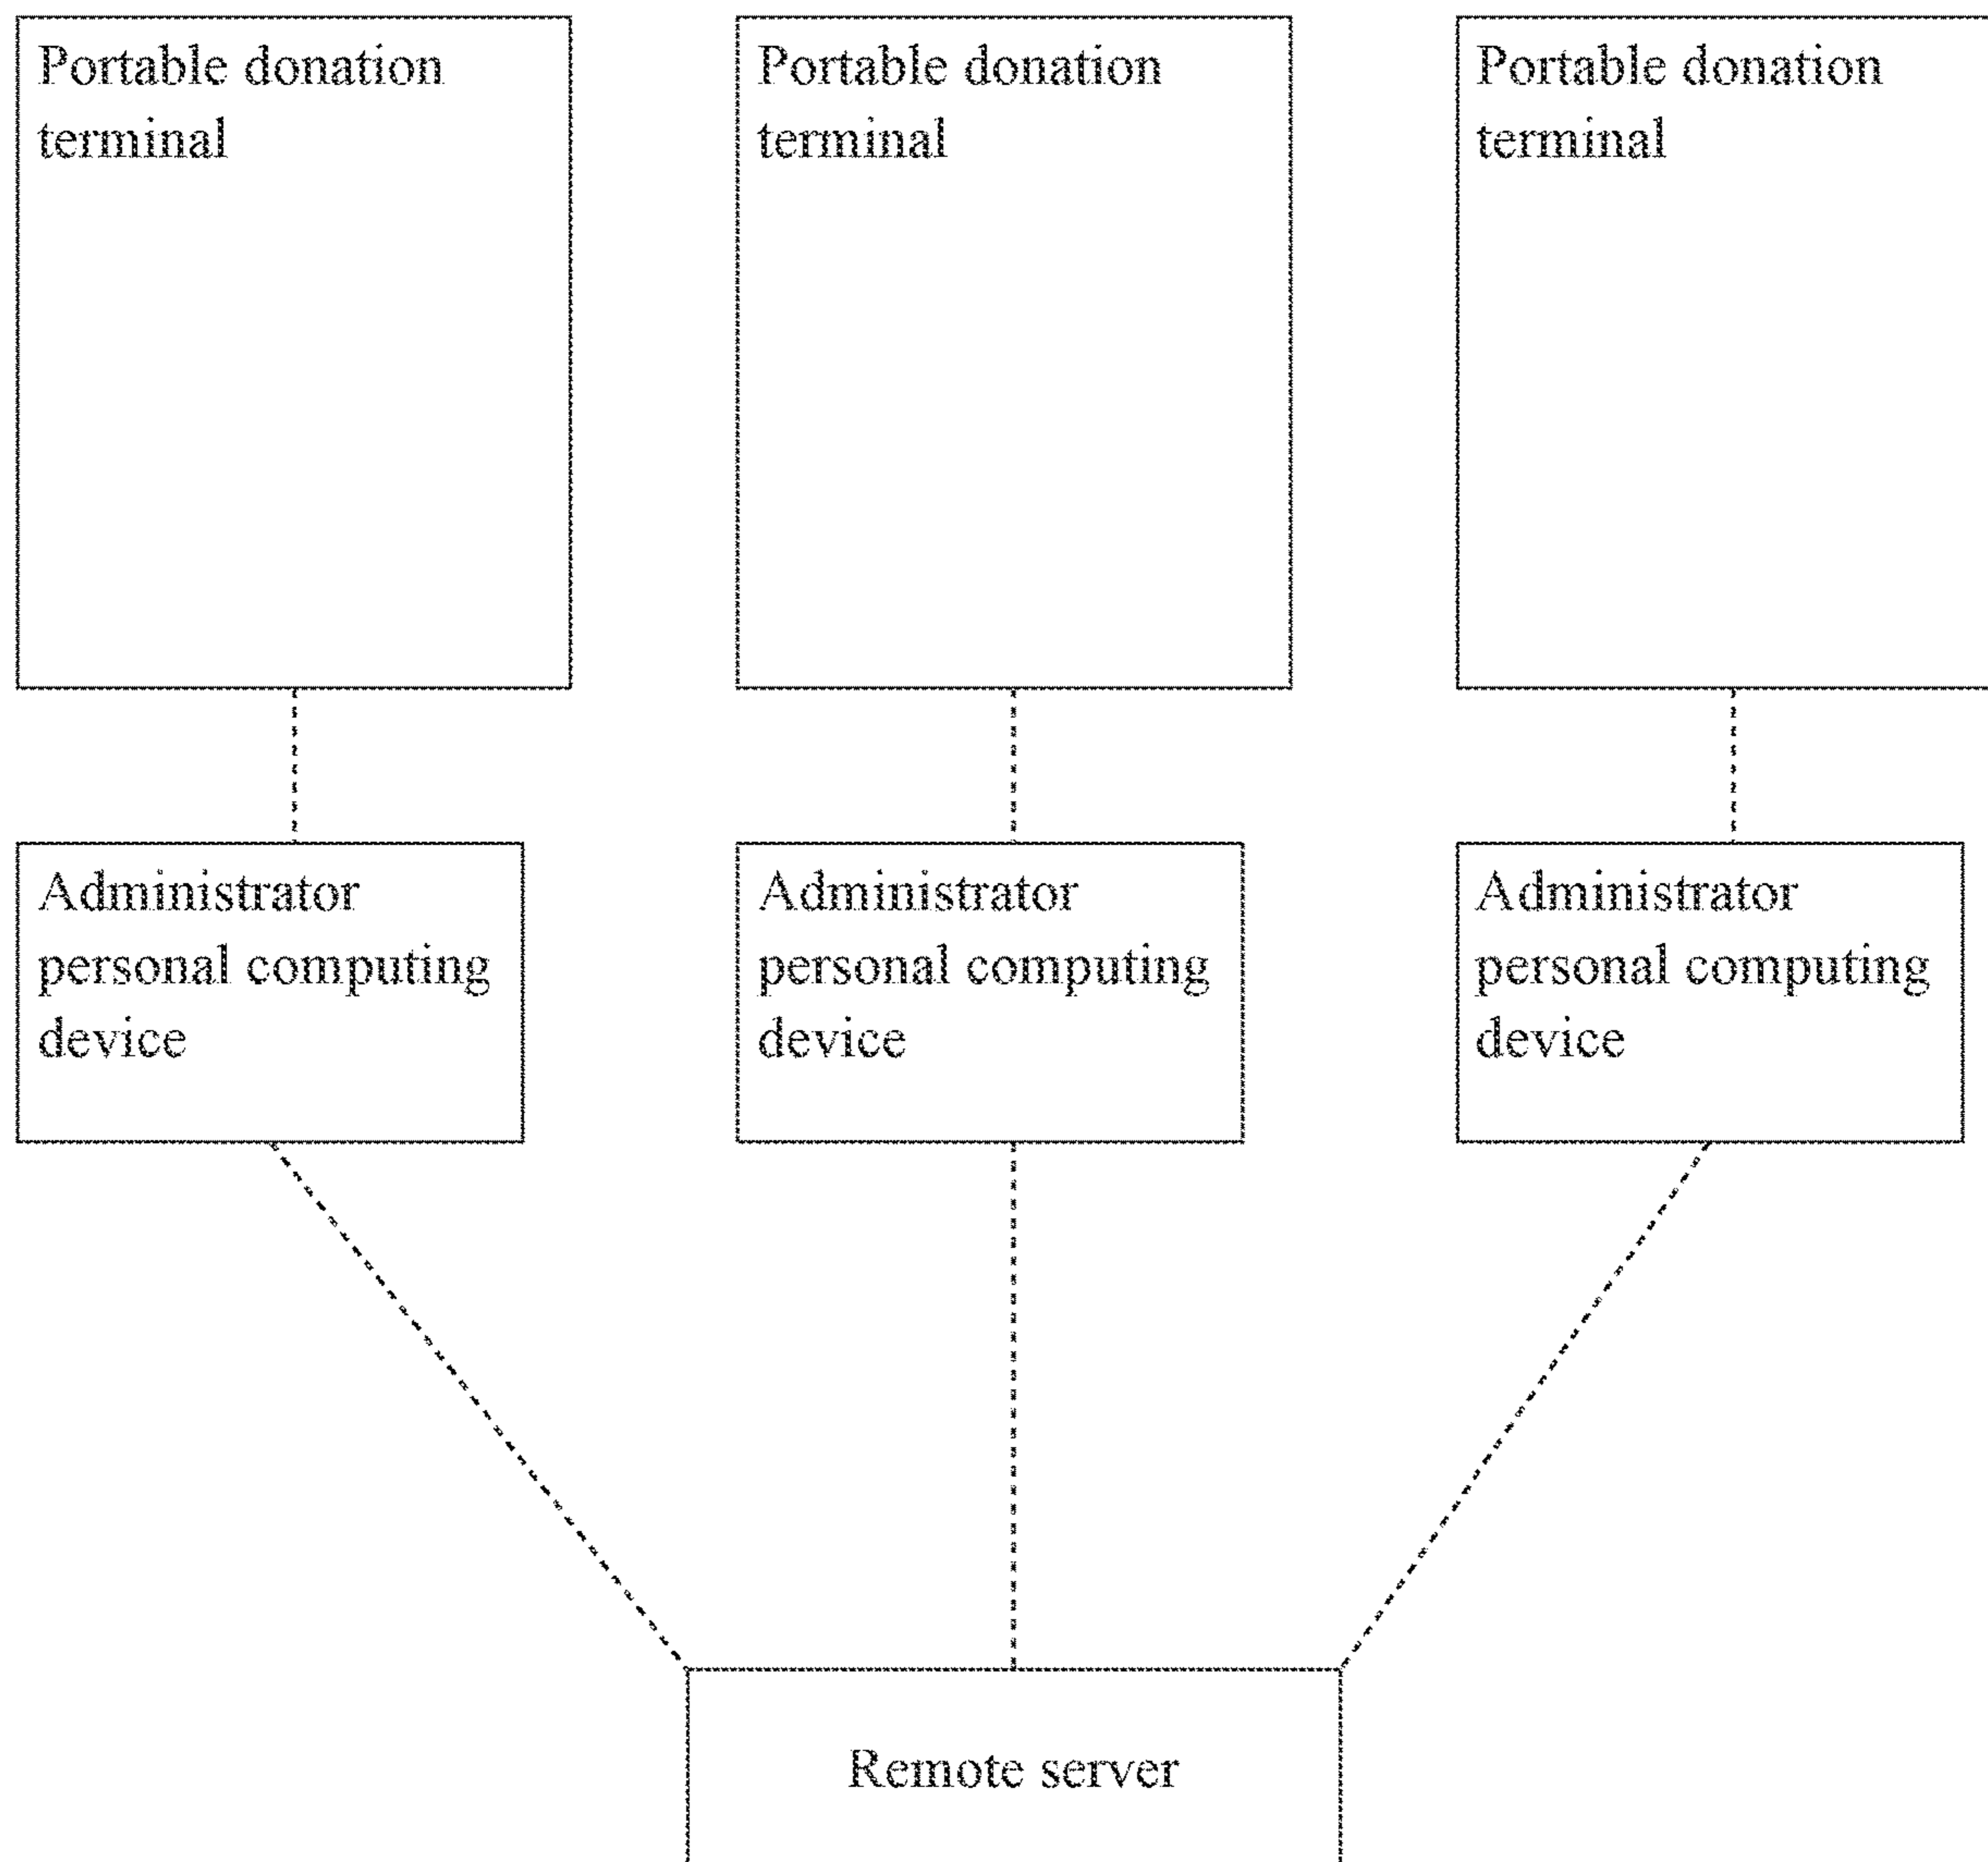 Portable donation
terminal
Portable donation
terminal
Portable donation
terminal
Administrator
personal computing
device
Administrator
personal computing
device
Administrator
personal computing
device
Remote server